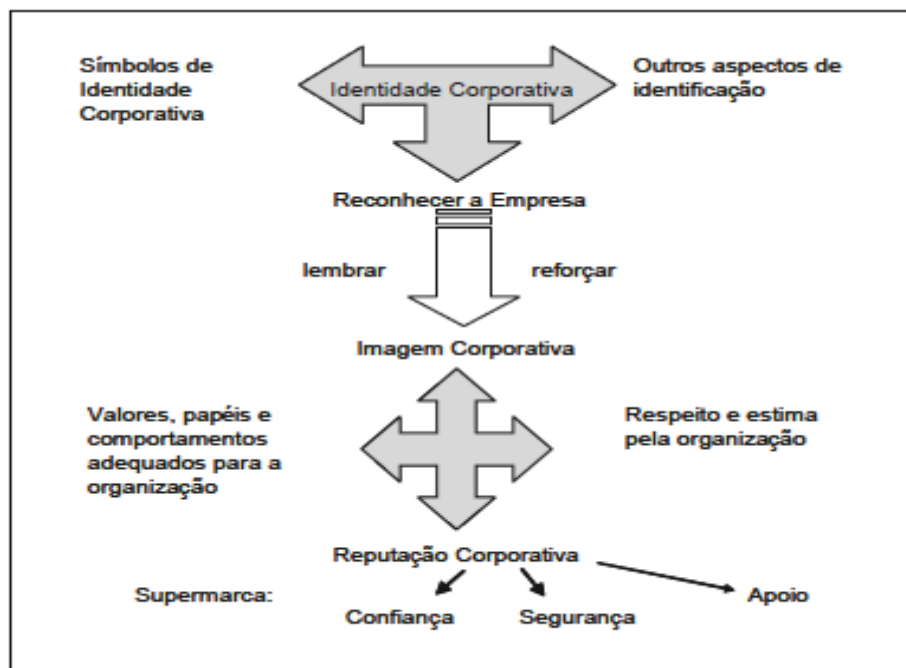 Símbolos de
Identidade
Corporativa
Identidade Corporativa
Outros aspectos de
identificação
Reconhecer a Empresa
lembrar
reforçar
Imagem Corporativa
Valores, papéis e
comportamentos
adequados para a
organização
Respeito e estima
pela organização
Reputação Corporativa
Supermarca:
Confiança
Segurança
Apoio